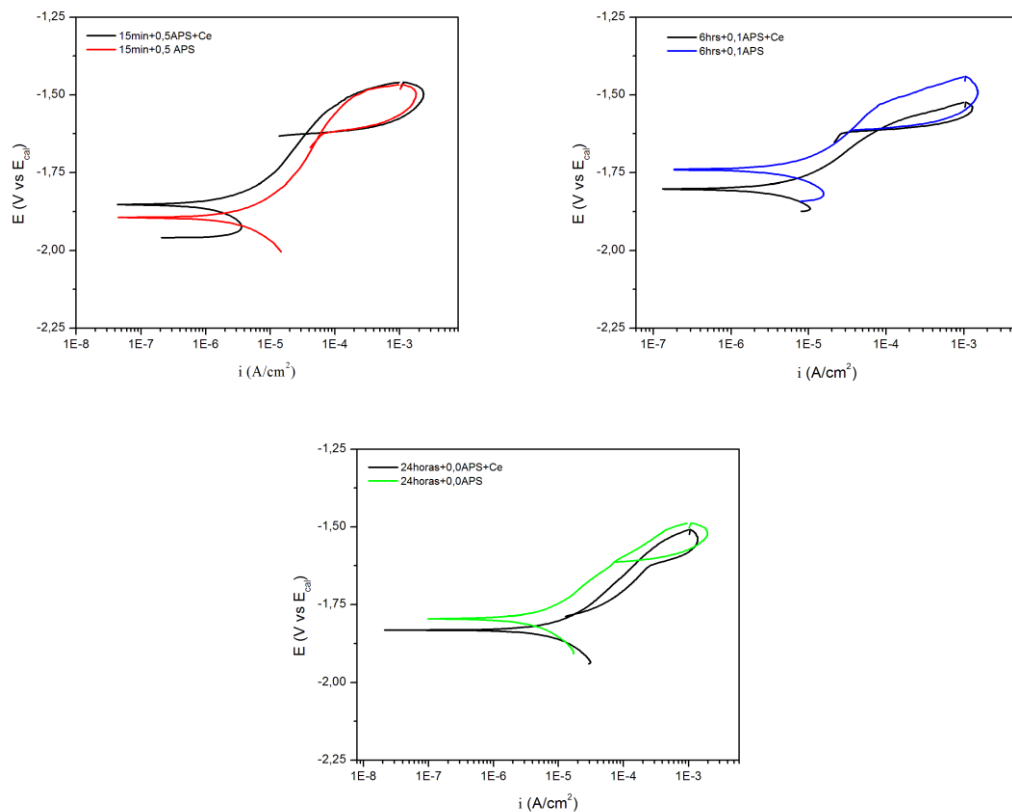 -1,25
-1,50
-1,75
-2,00
-2,25
E (V vs E_cal)
15min+0,5APS+Ce
15min+0,5 APS
1E-8 1E-7 1E-6 1E-5 1E-4 1E-3
i (A/cm²)
-1,25
-1,50
-1,75
-2,00
-2,25
E (V vs E_cal)
6hrs+0,1APS+Ce
6hrs+0,1APS
1E-7 1E-6 1E-5 1E-4 1E-3
i (A/cm²)
-1,25
-1,50
-1,75
-2,00
-2,25
E (V vs E_cal)
24horas+0,0APS+Ce
24horas+0,0APS
1E-8 1E-7 1E-6 1E-5 1E-4 1E-3
i (A/cm²)